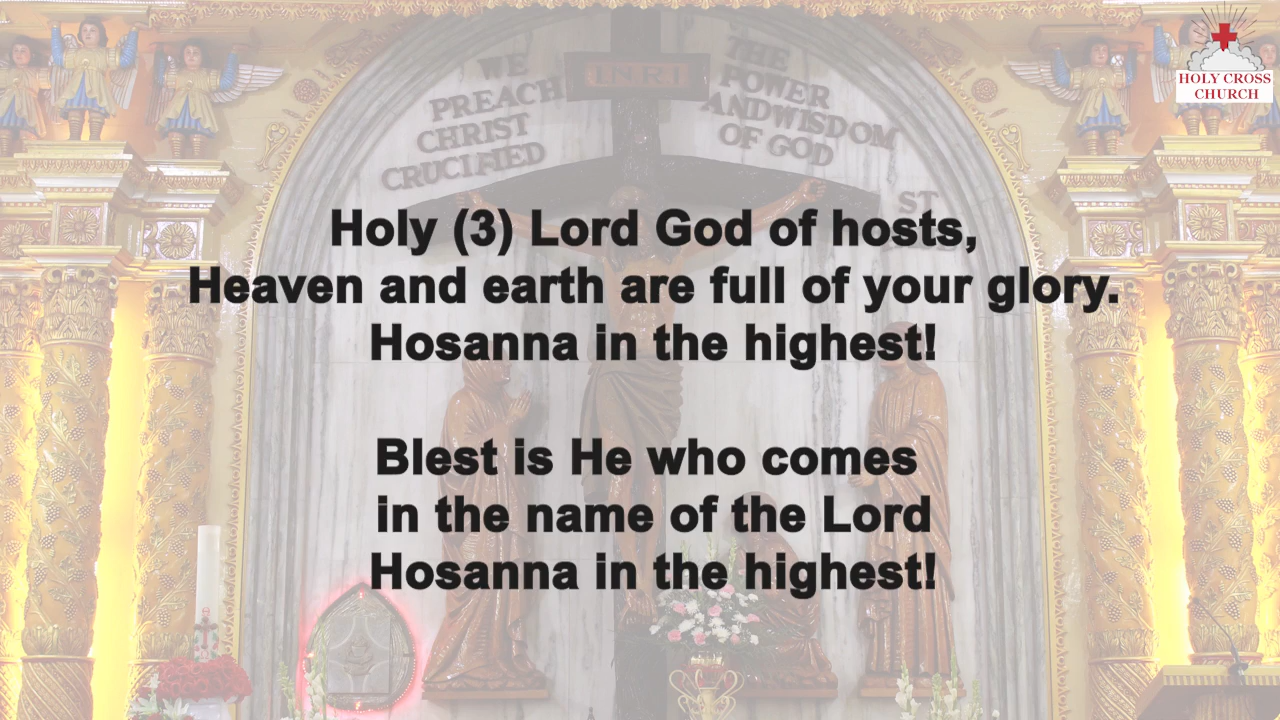 HOLY CROSS
CHURCH
INRI
WE
PREACH
CHRIST
CRUCIFIED
THE
POWER
ANDWISDOM
OF GOD
ST
Holy (3) Lord God of hosts,
Heaven and earth are full of your glory.
Hosanna in the highest!
Blest is He who comes
in the name of the Lord
Hosanna in the highest!